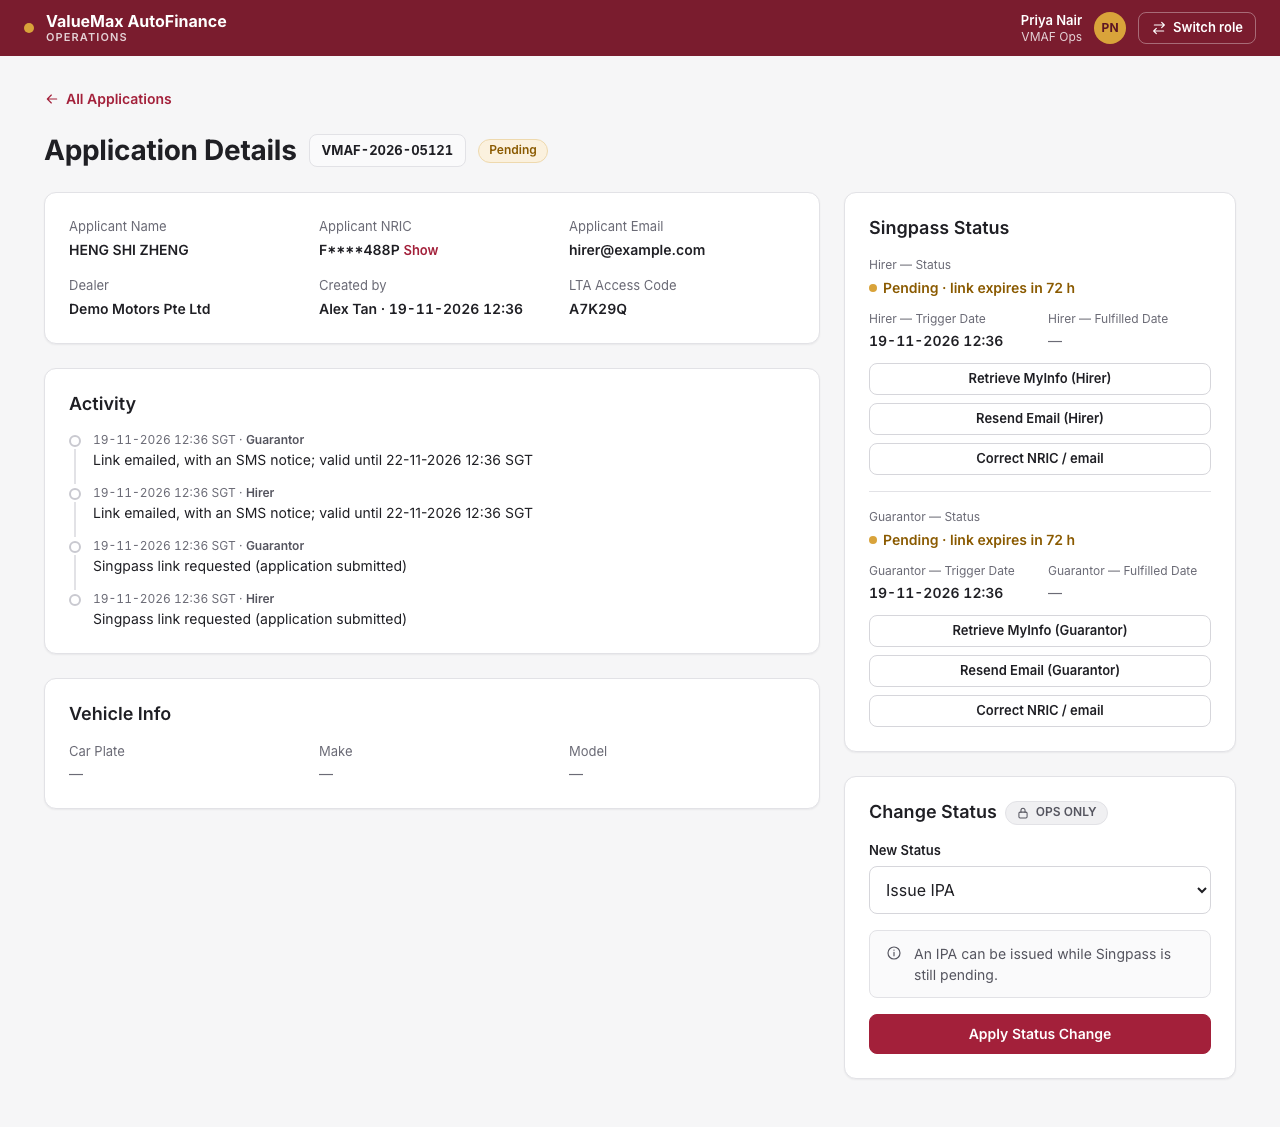 ValueMax AutoFinance
OPERATIONS
Priya Nair
VMAF Ops
PN
Switch role
All Applications
Application Details
VMAF-2026-05121
Pending
Applicant Name
Applicant NRIC
Applicant Email
HENG SHI ZHENG
F****488P Show
hirer@example.com
Dealer
Created by
LTA Access Code
Demo Motors Pte Ltd
Alex Tan · 19-11-2026 12:36
A7K29Q
Activity
19-11-2026 12:36 SGT · Guarantor
Link emailed, with an SMS notice; valid until 22-11-2026 12:36 SGT
19-11-2026 12:36 SGT · Hirer
Link emailed, with an SMS notice; valid until 22-11-2026 12:36 SGT
19-11-2026 12:36 SGT · Guarantor
Singpass link requested (application submitted)
19-11-2026 12:36 SGT · Hirer
Singpass link requested (application submitted)
Vehicle Info
Car Plate
Make
Model
—
—
—
Singpass Status
Hirer — Status
Pending · link expires in 72 h
Hirer — Trigger Date
Hirer — Fulfilled Date
19-11-2026 12:36
—
Retrieve MyInfo (Hirer)
Resend Email (Hirer)
Correct NRIC / email
Guarantor — Status
Pending · link expires in 72 h
Guarantor — Trigger Date
Guarantor — Fulfilled Date
19-11-2026 12:36
—
Retrieve MyInfo (Guarantor)
Resend Email (Guarantor)
Correct NRIC / email
Change Status
OPS ONLY
New Status
Issue IPA
An IPA can be issued while Singpass is
still pending.
Apply Status Change